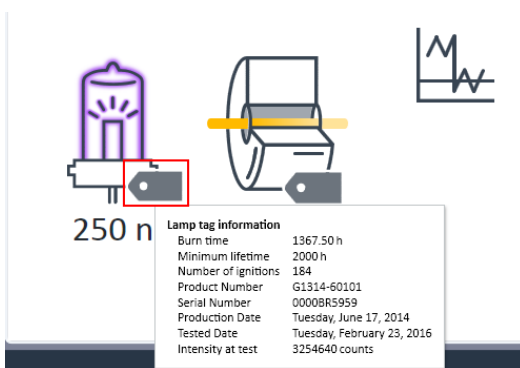 250 n
Lamp tag information
Burn time 1367.50 h
Minimum lifetime 2000 h
Number of ignitions 184
Product Number G1314-60101
Serial Number 0000BR5959
Production Date Tuesday, June 17, 2014
Tested Date Tuesday, February 23, 2016
Intensity at test 3254640 counts